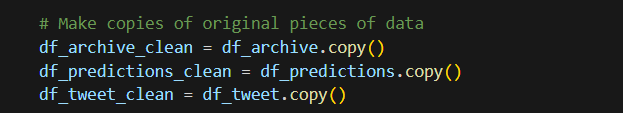 # Make copies of original pieces of data
df_archive_clean = df_archive.copy()
df_predictions_clean = df_predictions.copy()
df_tweet_clean = df_tweet.copy()